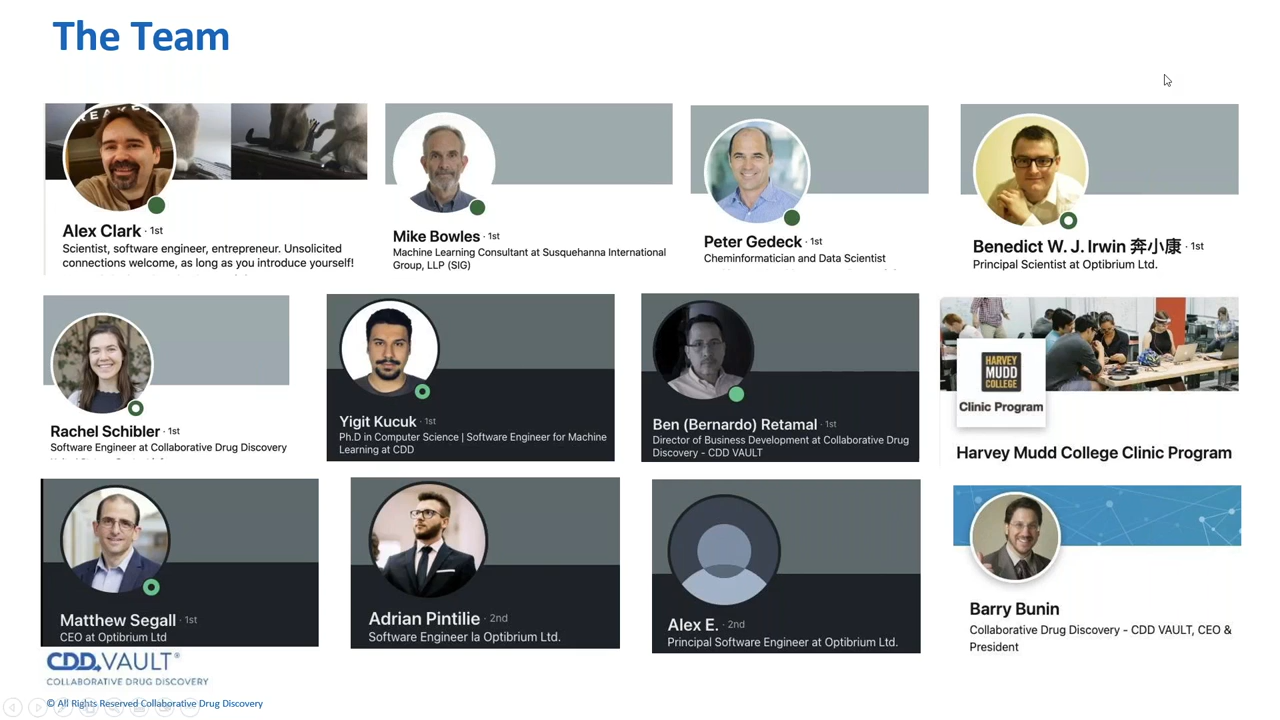 The Team
Alex Clark · 1st
Scientist, software engineer, entrepreneur. Unsolicited
connections welcome, as long as you introduce yourself!
Mike Bowles · 1st
Machine Learning Consultant at Susquehanna International
Group, LLP (SIG)
Peter Gedeck · 1st
Cheminformatician and Data Scientist
Benedict W. J. Irwin 奔小康 · 1st
Principal Scientist at Optibrium Ltd.
Rachel Schibler · 1st
Software Engineer at Collaborative Drug Discovery
Yigit Kucuk · 1st
Ph.D in Computer Science | Software Engineer for Machine
Learning at CDD
Ben (Bernardo) Retamal · 1st
Director of Business Development at Collaborative Drug
Discovery - CDD VAULT
HARVEY
MUDD
COLLEGE
Clinic Program
Harvey Mudd College Clinic Program
Matthew Segall · 1st
CEO at Optibrium Ltd
Adrian Pintilie · 2nd
Software Engineer la Optibrium Ltd.
Alex E. · 2nd
Principal Software Engineer at Optibrium Ltd.
Barry Bunin
Collaborative Drug Discovery - CDD VAULT, CEO &
President
CDD VAULT®
COLLABORATIVE DRUG DISCOVERY
© All Rights Reserved Collaborative Drug Discovery